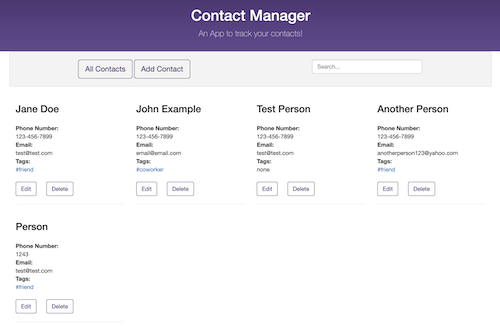 Contact Manager
An App to track your contacts!
All Contacts
Add Contact
Search...
Jane Doe
Phone Number:
123-456-7899
Email:
test@test.com
Tags:
#friend
Edit
Delete
John Example
Phone Number:
123-456-7899
Email:
email@email.com
Tags:
#coworker
Edit
Delete
Test Person
Phone Number:
123-456-7899
Email:
test@test.com
Tags:
none
Edit
Delete
Another Person
Phone Number:
123-456-7899
Email:
anotherperson123@yahoo.com
Tags:
#friend
Edit
Delete
Person
Phone Number:
1243
Email:
test@test.com
Tags:
#friend
Edit
Delete